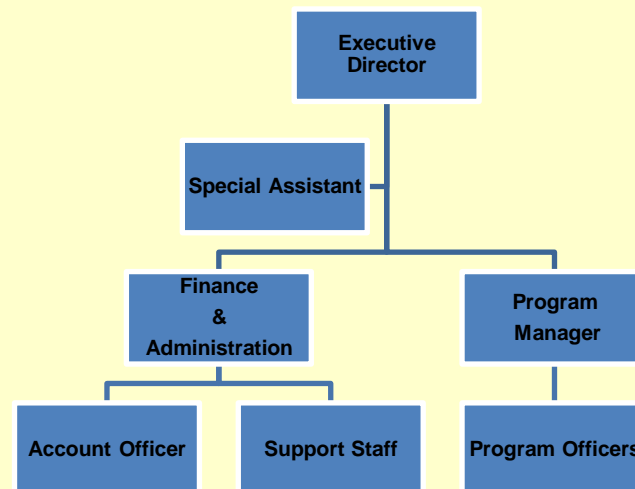 Executive
Director
Special Assistant
Finance
&
Administration
Program
Manager
Account Officer
Support Staff
Program Officers